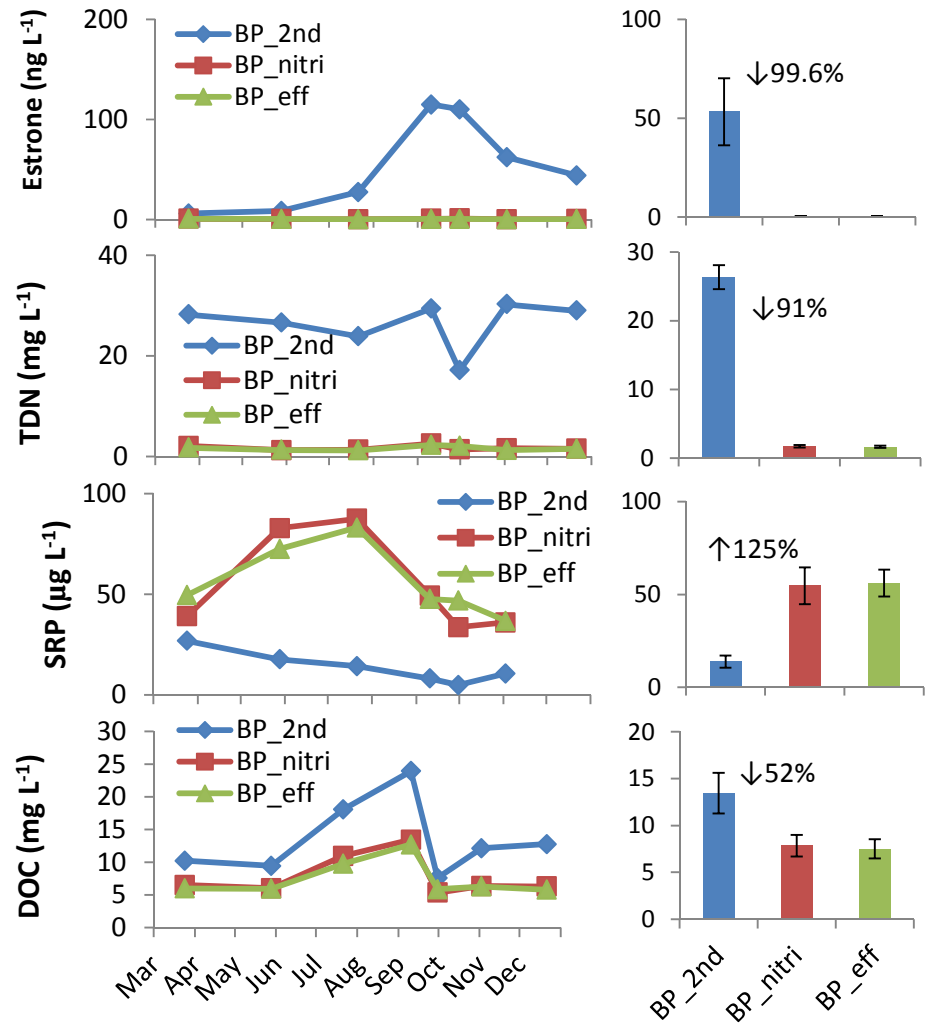 Estrone (ng L-1)
200
100
0
BP_2nd
BP_nitri
BP_eff
100
50
0
↓99.6%
TDN (mg L-1)
40
20
0
BP_2nd
BP_nitri
BP_eff
30
20
10
0
↓91%
SRP (µg L-1)
100
50
0
BP_2nd
BP_nitri
BP_eff
100
50
0
↑125%
DOC (mg L-1)
30
25
20
15
10
5
0
BP_2nd
BP_nitri
BP_eff
Mar
Apr
May
Jun
Jul
Aug
Sep
Oct
Nov
Dec
20
15
10
5
0
↓52%
BP_2nd
BP_nitri
BP_eff